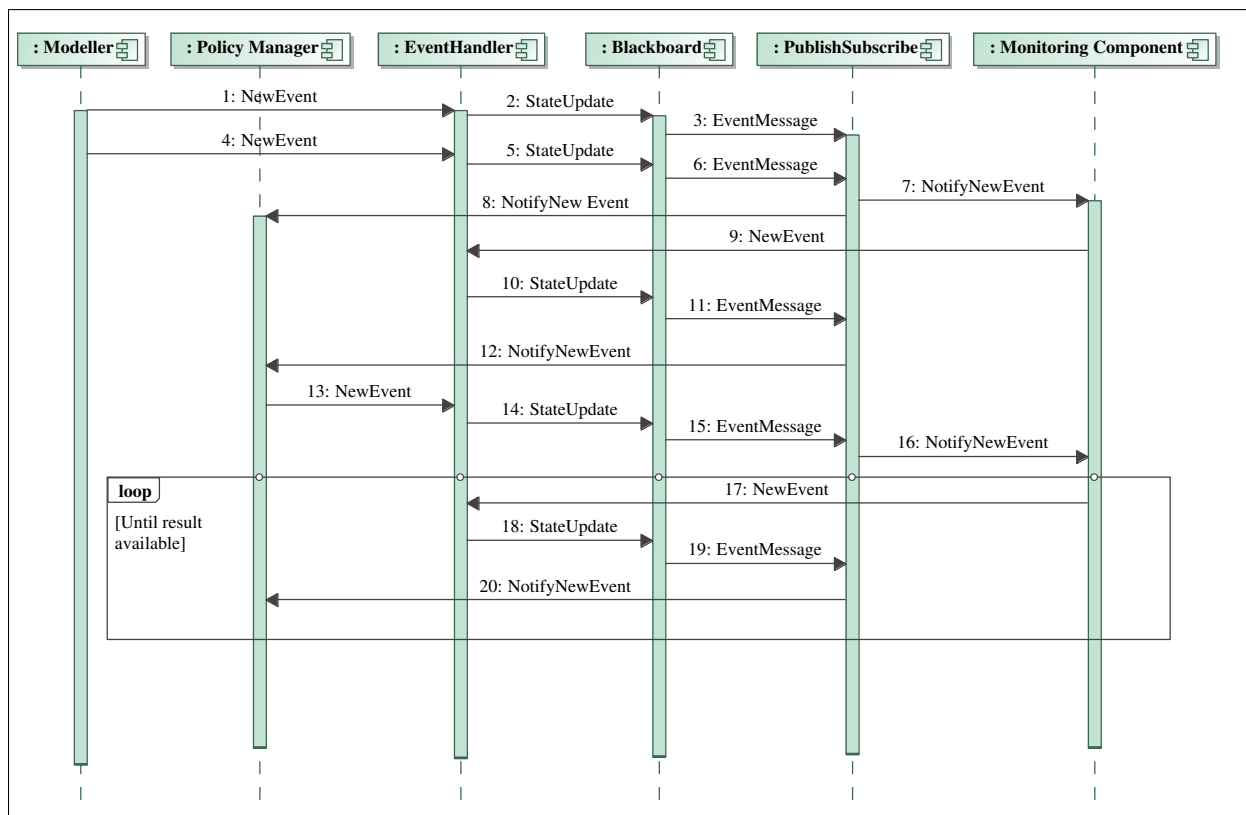 : Modeller
: Policy Manager
: EventHandler
: Blackboard
: PublishSubscribe
: Monitoring Component
1: NewEvent
2: StateUpdate
3: EventMessage
4: NewEvent
5: StateUpdate
6: EventMessage
7: NotifyNewEvent
8: NotifyNew Event
9: NewEvent
10: StateUpdate
11: EventMessage
12: NotifyNewEvent
13: NewEvent
14: StateUpdate
15: EventMessage
16: NotifyNewEvent
loop
17: NewEvent
[Until result
available]
18: StateUpdate
19: EventMessage
20: NotifyNewEvent